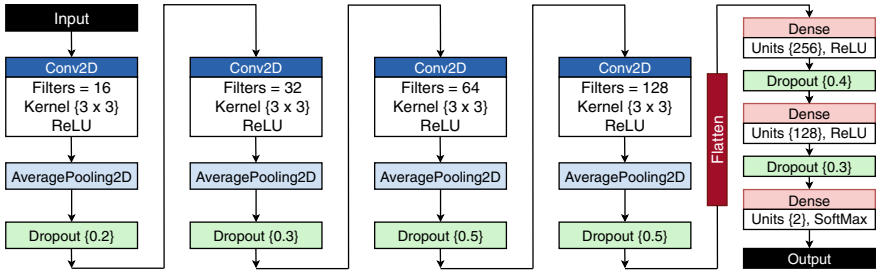 Input
Conv2D
Filters = 16
Kernel {3 x 3}
ReLU
AveragePooling2D
Dropout {0.2}
Conv2D
Filters = 32
Kernel {3 x 3}
ReLU
AveragePooling2D
Dropout {0.3}
Conv2D
Filters = 64
Kernel {3 x 3}
ReLU
AveragePooling2D
Dropout {0.5}
Conv2D
Filters = 128
Kernel {3 x 3}
ReLU
AveragePooling2D
Dropout {0.5}
Flatten
Dense
Units {256}, ReLU
Dropout {0.4}
Dense
Units {128}, ReLU
Dropout {0.3}
Dense
Units {2}, SoftMax
Output